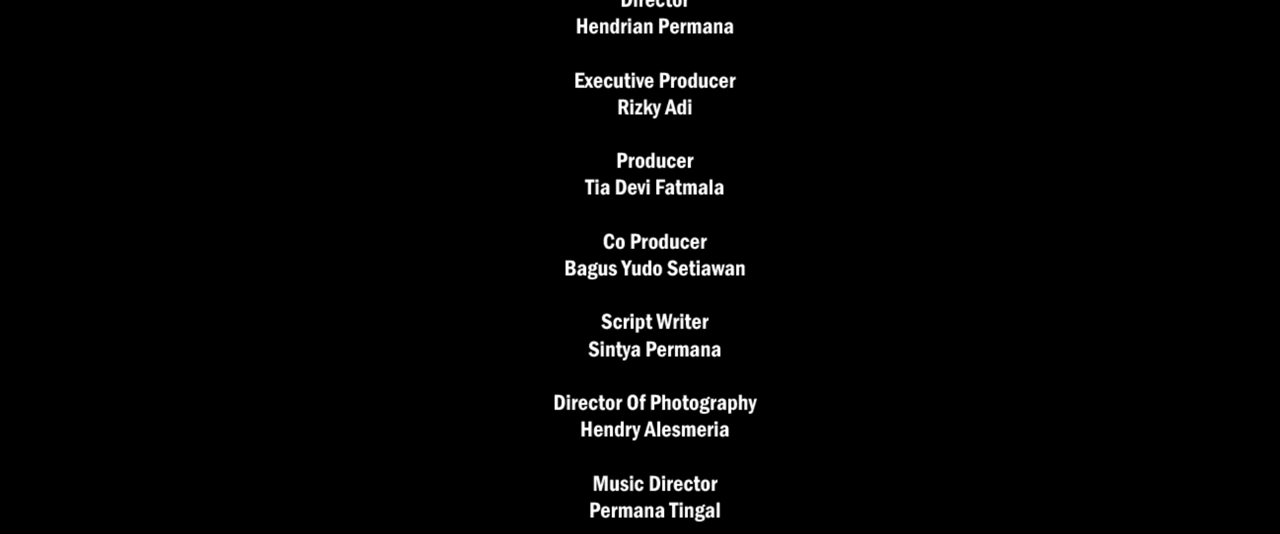 Director
Hendrian Permana
Executive Producer
Rizky Adi
Producer
Tia Devi Fatmala
Co Producer
Bagus Yudo Setiawan
Script Writer
Sintya Permana
Director Of Photography
Hendry Alesmeria
Music Director
Permana Tingal